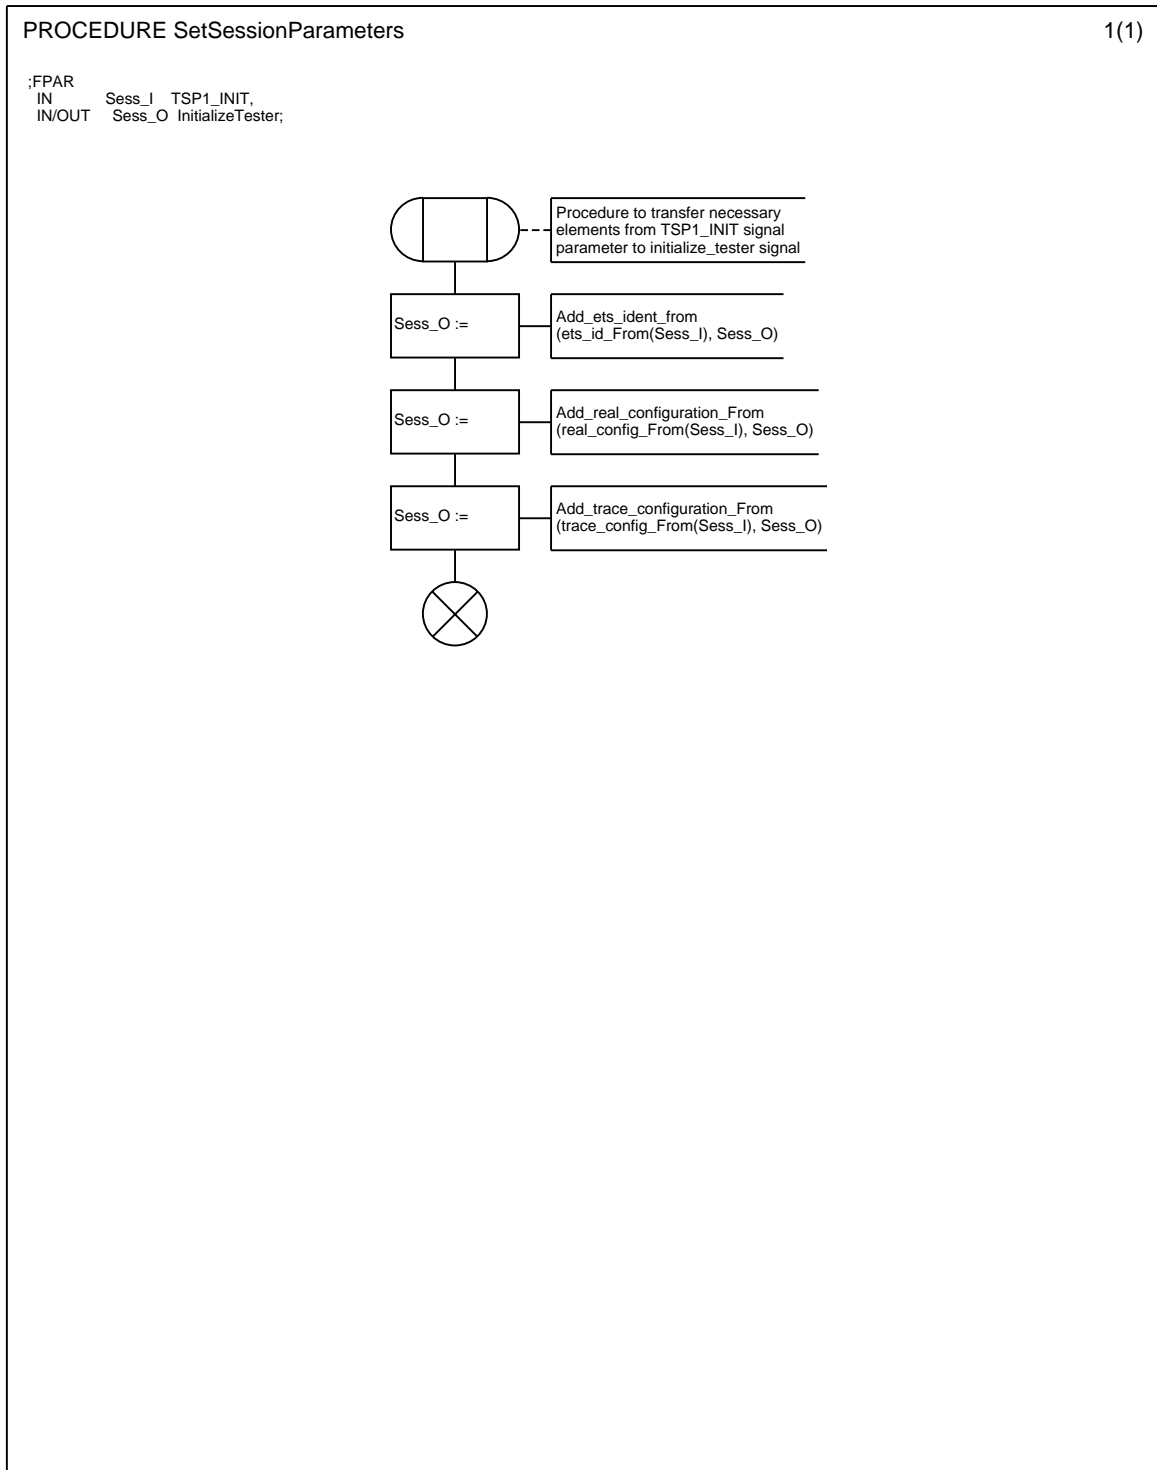 PROCEDURE SetSessionParameters 1(1)
;FPAR
IN Sess_I TSP1_INIT,
IN/OUT Sess_O InitializeTester;
Procedure to transfer necessary
elements from TSP1_INIT signal
parameter to initialize_tester signal
Sess_O :=
Add_ets_ident_from
(ets_id_From(Sess_I), Sess_O)
Sess_O :=
Add_real_configuration_From
(real_config_From(Sess_I), Sess_O)
Sess_O :=
Add_trace_configuration_From
(trace_config_From(Sess_I), Sess_O)